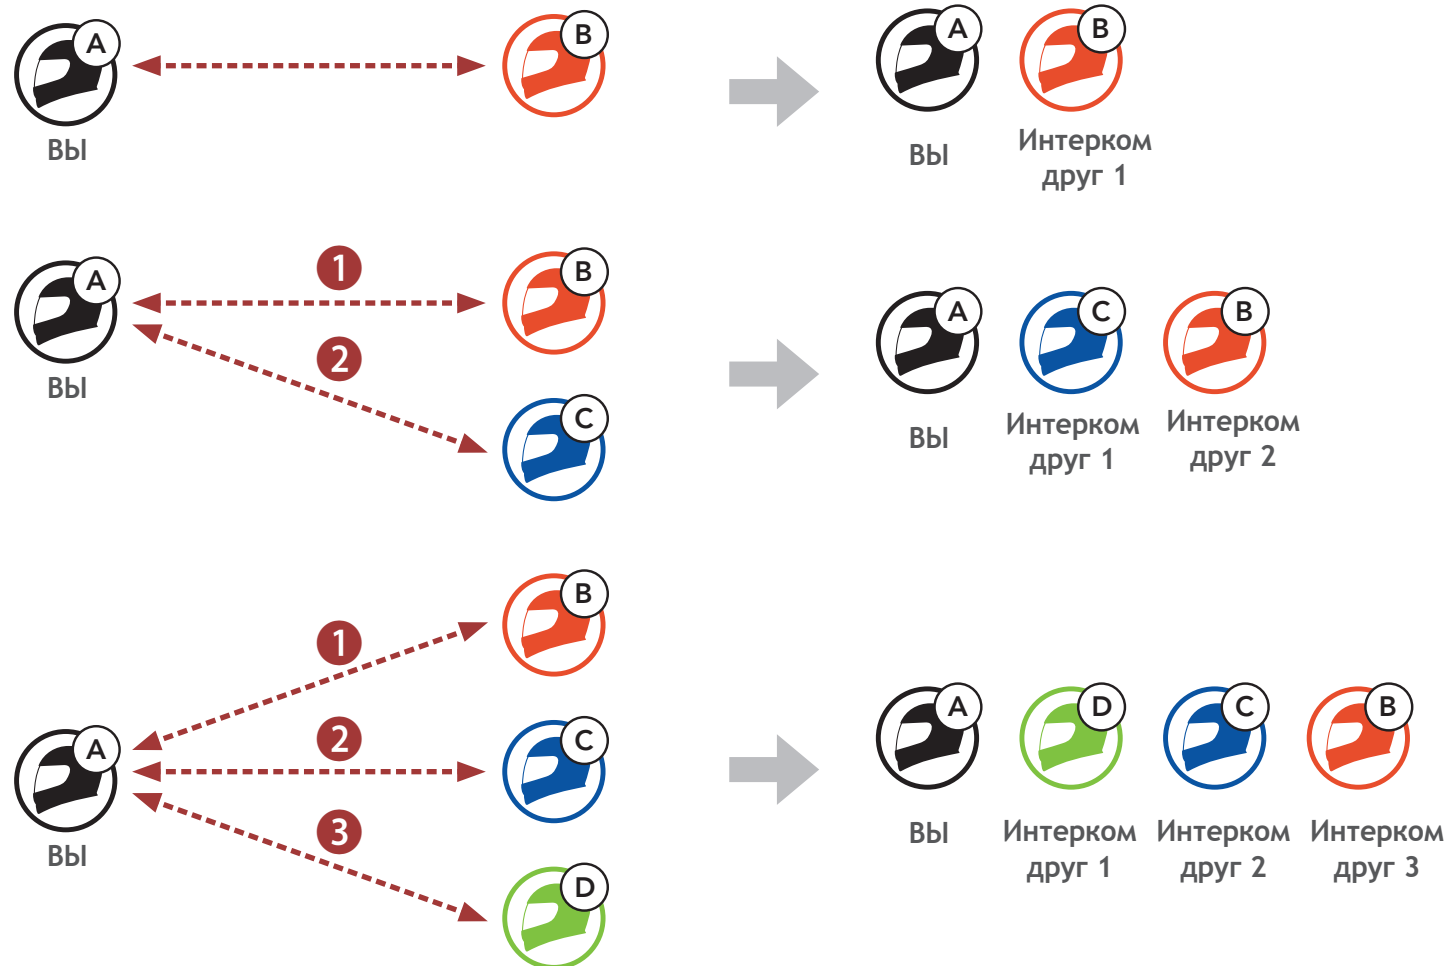 A B A B
ВЫ ВЫ Интерком
друг 1
1
A B A C B
2
ВЫ C ВЫ Интерком Интерком
друг 1 друг 2
B
1
A 2 C A D C B
3
ВЫ ВЫ Интерком Интерком Интерком
друг 1 друг 2 друг 3
D